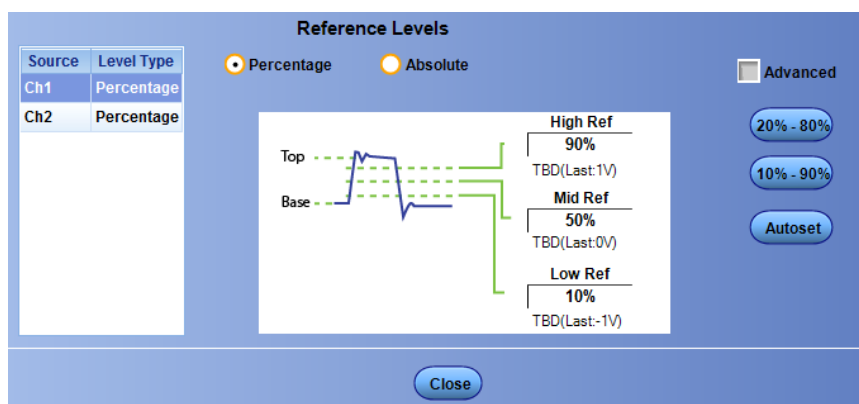 Reference Levels
Source Level Type
Ch1 Percentage
Ch2 Percentage
Percentage Absolute
Advanced
20% - 80%
10% - 90%
Autoset
Top
Base
High Ref
90%
TBD(Last:1V)
Mid Ref
50%
TBD(Last:0V)
Low Ref
10%
TBD(Last:-1V)
Close